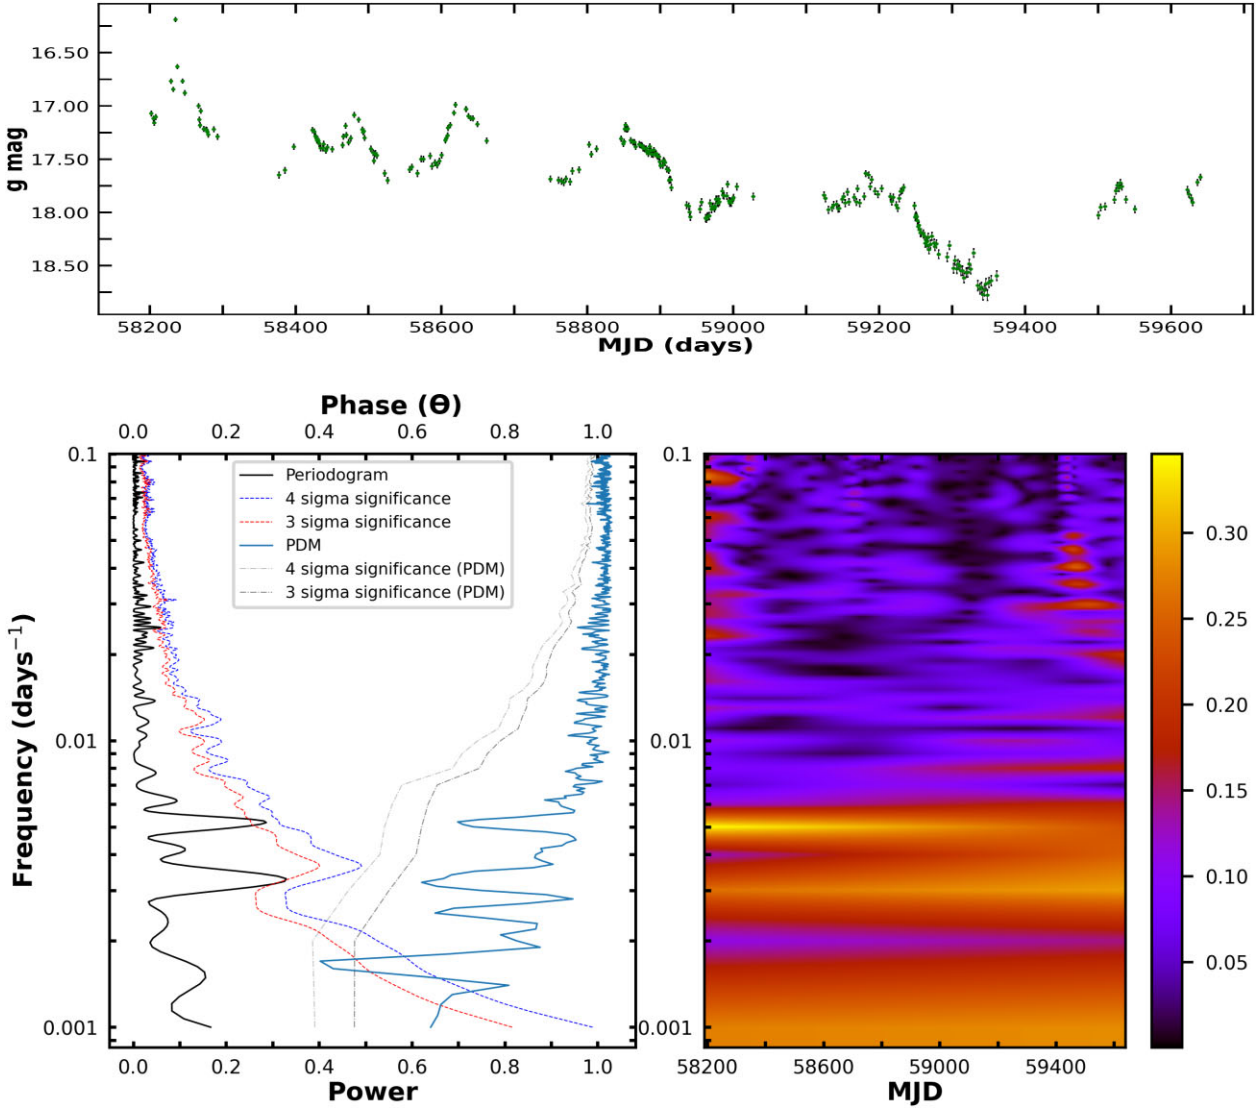 16.50
17.00
17.50
18.00
18.50
g mag
58200 58400 58600 58800 59000 59200 59400 59600
MJD (days)
Phase (Θ)
0.0 0.2 0.4 0.6 0.8 1.0
0.1
0.01
0.001
Frequency (days⁻¹)
Periodogram
4 sigma significance
3 sigma significance
PDM
4 sigma significance (PDM)
3 sigma significance (PDM)
0.0 0.2 0.4 0.6 0.8 1.0
Power
0.1
0.01
0.001
58200 58600 59000 59400
MJD
0.30
0.25
0.20
0.15
0.10
0.05